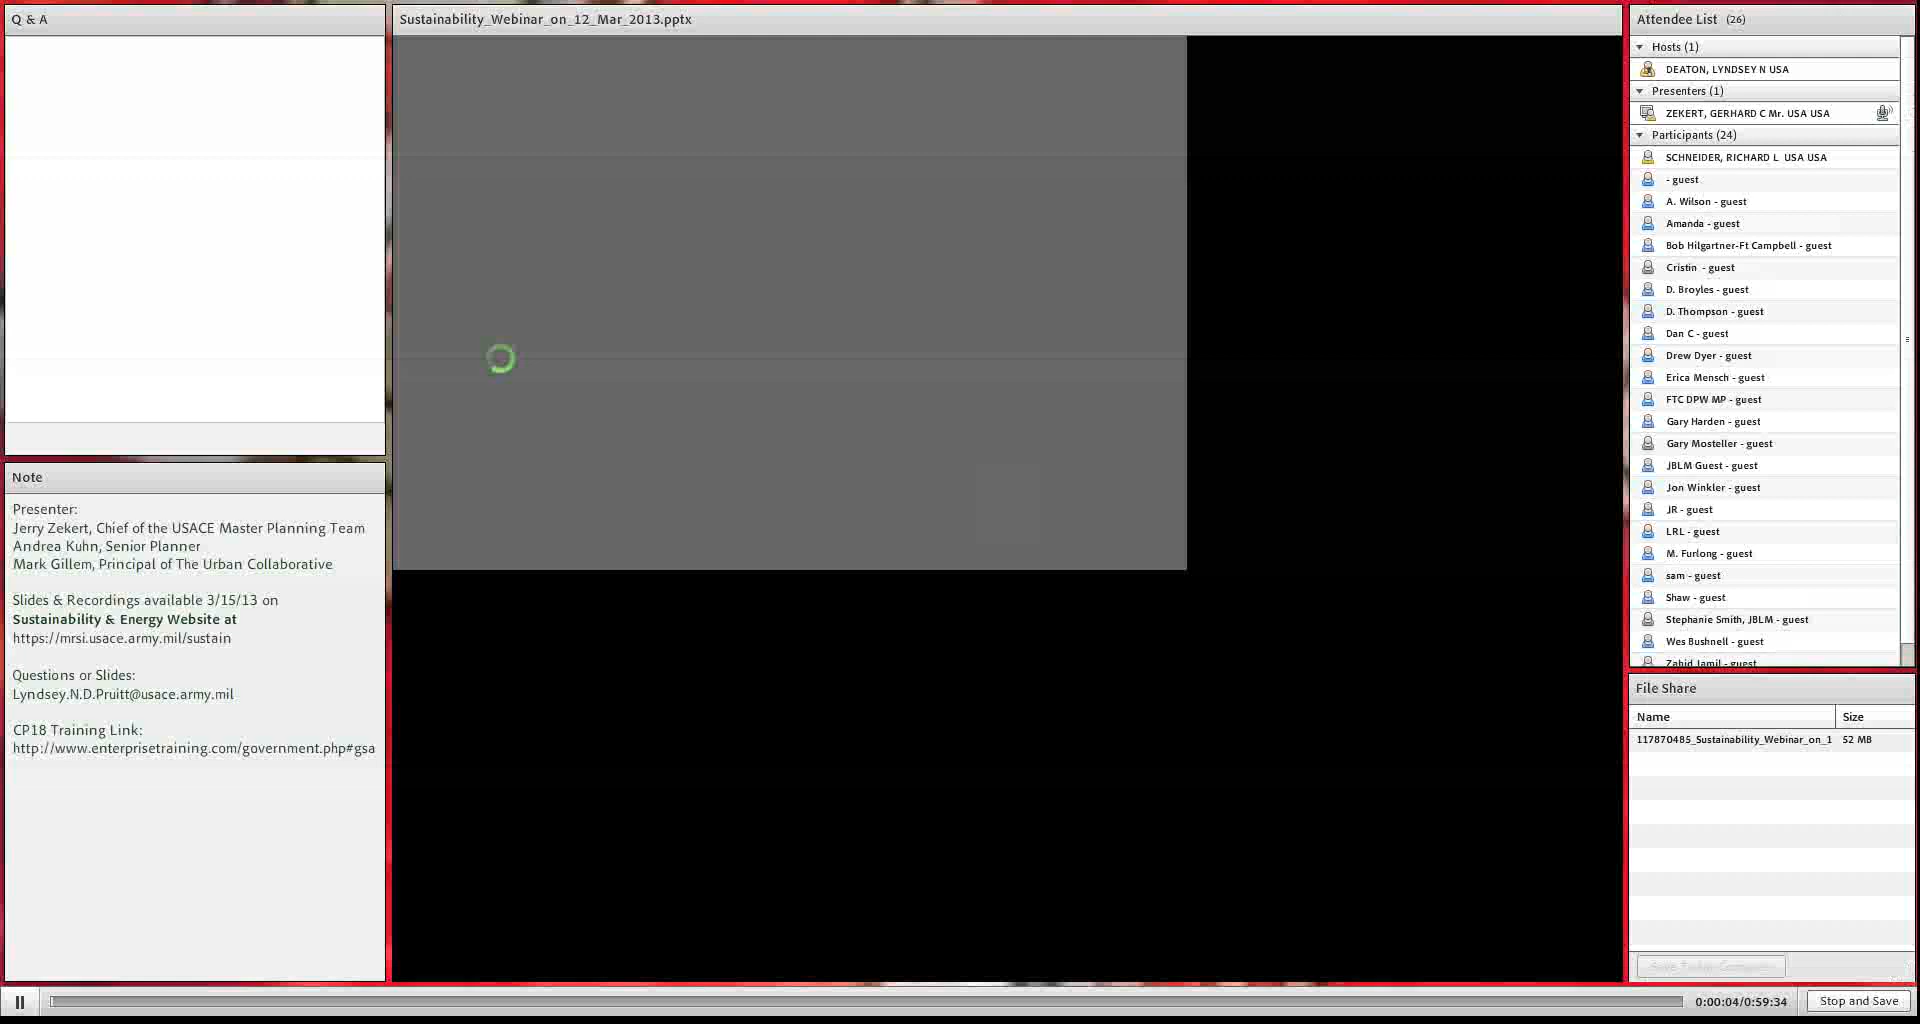 Q & A
Sustainability_Webinar_on_12_Mar_2013.pptx
Attendee List (26)
Hosts (1)
DEATON, LYNDSEY N USA
Presenters (1)
ZEKERT, GERHARD C Mr. USA USA
Participants (24)
SCHNEIDER, RICHARD L USA USA
- guest
A. Wilson - guest
Amanda - guest
Bob Hilgartner-Ft Campbell - guest
Cristin - guest
D. Broyles - guest
D. Thompson - guest
Dan C - guest
Drew Dyer - guest
Erica Mensch - guest
FTC DPW MP - guest
Gary Harden - guest
Gary Mosteller - guest
JBLM Guest - guest
Jon Winkler - guest
JR - guest
LRL - guest
M. Furlong - guest
sam - guest
Shaw - guest
Stephanie Smith, JBLM - guest
Wes Bushnell - guest
Zahid Jamil - guest
Note
Presenter:
Jerry Zekert, Chief of the USACE Master Planning Team
Andrea Kuhn, Senior Planner
Mark Gillem, Principal of The Urban Collaborative
Slides & Recordings available 3/15/13 on
Sustainability & Energy Website at
https://mrsi.usace.army.mil/sustain
Questions or Slides:
Lyndsey.N.D.Pruitt@usace.army.mil
CP18 Training Link:
http://www.enterprisetraining.com/government.php#gsa
File Share
Name Size
117870485_Sustainability_Webinar_on_1 52 MB
Save To My Computer
0:00:04/0:59:34
Stop and Save